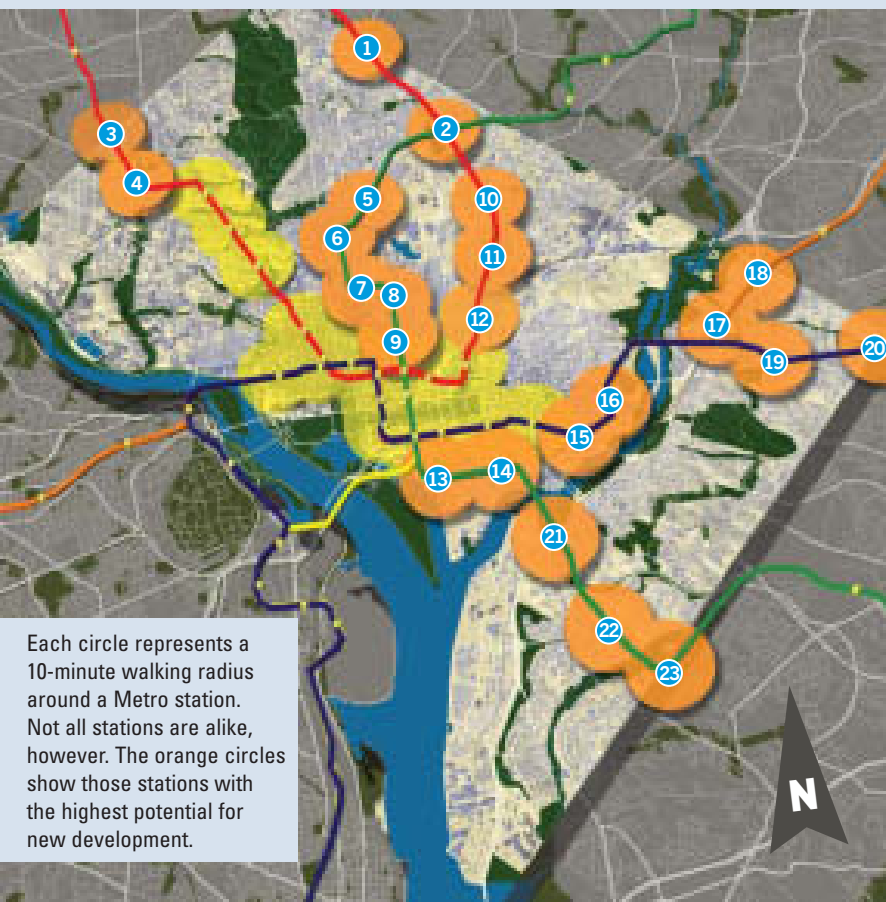 1
2
3
4
5
10
6
11
18
7
8
12
17
9
20
19
16
15
14
13
21
22
23
Each circle represents a
10-minute walking radius
around a Metro station.
Not all stations are alike,
however. The orange circles
show those stations with
the highest potential for
new development.
N